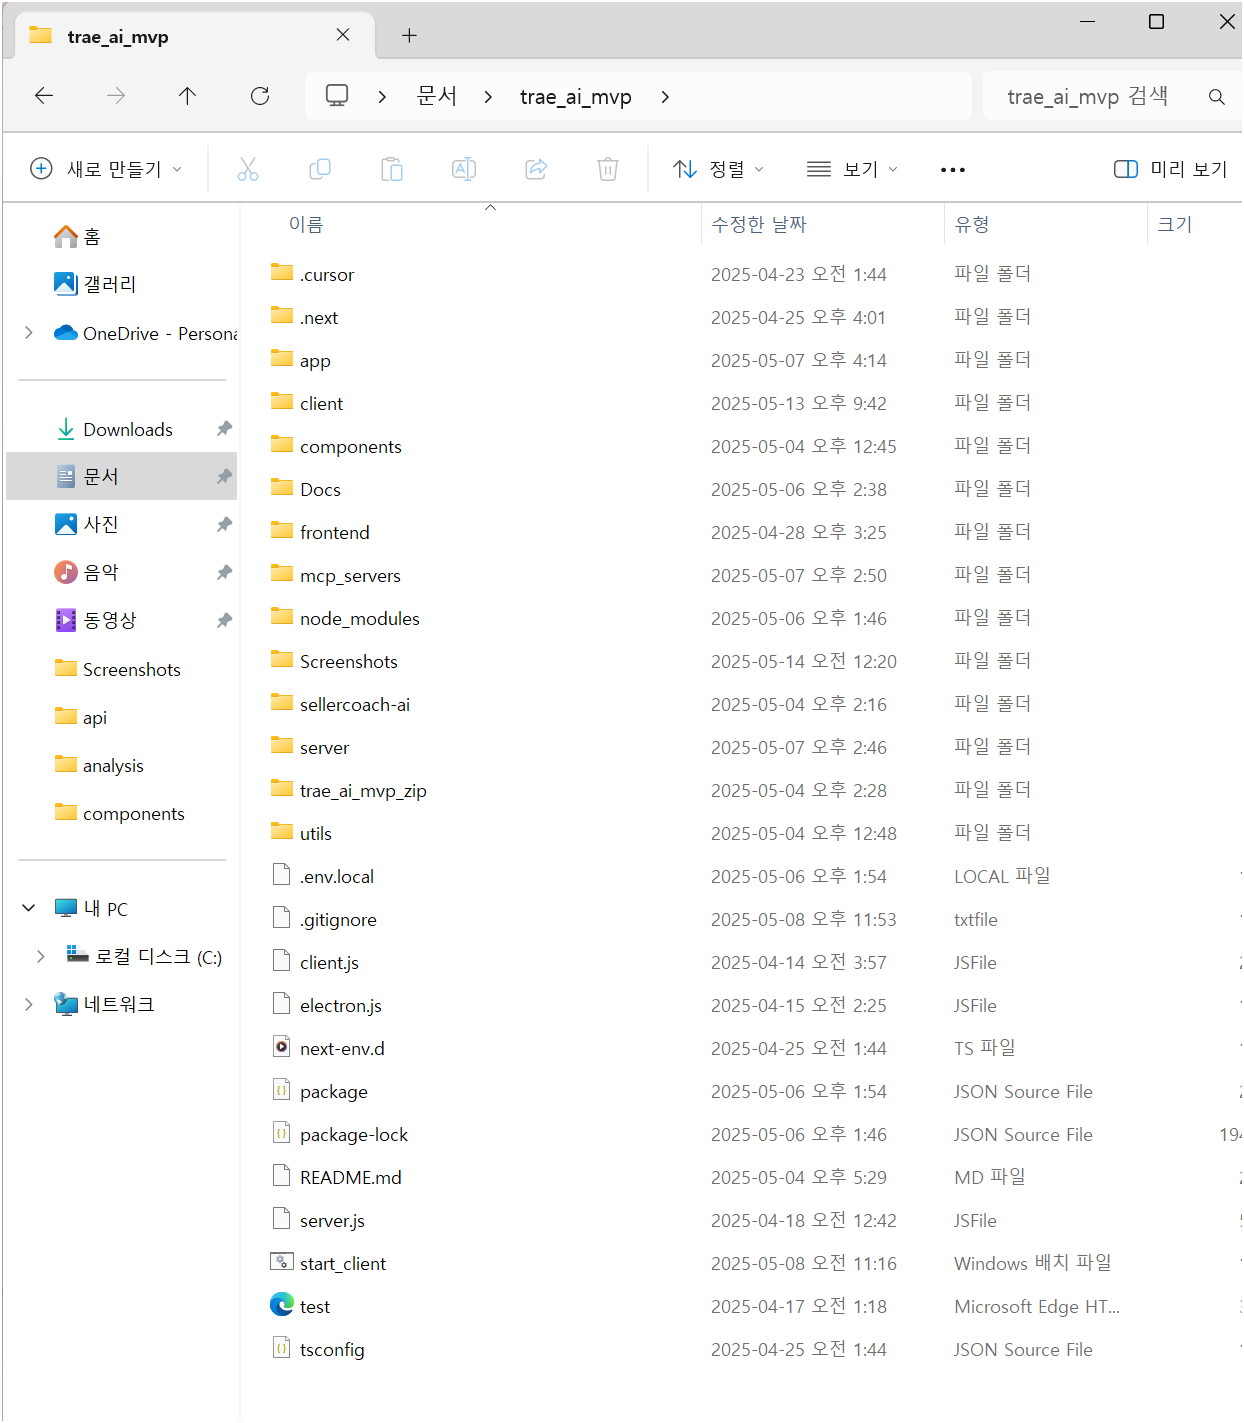 trae_ai_mvp
문서 trae_ai_mvp
trae_ai_mvp 검색
새로 만들기 정렬 보기 미리 보기
홈
갤러리
OneDrive - Persona
Downloads
문서
사진
음악
동영상
Screenshots
api
analysis
components
내 PC
로컬 디스크 (C:)
네트워크
이름 수정한 날짜 유형 크기
.cursor 2025-04-23 오전 1:44 파일 폴더
.next 2025-04-25 오후 4:01 파일 폴더
app 2025-05-07 오후 4:14 파일 폴더
client 2025-05-13 오후 9:42 파일 폴더
components 2025-05-04 오후 12:45 파일 폴더
Docs 2025-05-06 오후 2:38 파일 폴더
frontend 2025-04-28 오후 3:25 파일 폴더
mcp_servers 2025-05-07 오후 2:50 파일 폴더
node_modules 2025-05-06 오후 1:46 파일 폴더
Screenshots 2025-05-14 오전 12:20 파일 폴더
sellercoach-ai 2025-05-04 오후 2:16 파일 폴더
server 2025-05-07 오후 2:46 파일 폴더
trae_ai_mvp_zip 2025-05-04 오후 2:28 파일 폴더
utils 2025-05-04 오후 12:48 파일 폴더
.env.local 2025-05-06 오후 1:54 LOCAL 파일
.gitignore 2025-05-08 오후 11:53 txtfile
client.js 2025-04-14 오전 3:57 JSFile
electron.js 2025-04-15 오전 2:25 JSFile
next-env.d 2025-04-25 오전 1:44 TS 파일
package 2025-05-06 오후 1:54 JSON Source File
package-lock 2025-05-06 오후 1:46 JSON Source File 194
README.md 2025-05-04 오후 5:29 MD 파일
server.js 2025-04-18 오전 12:42 JSFile
start_client 2025-05-08 오전 11:16 Windows 배치 파일
test 2025-04-17 오전 1:18 Microsoft Edge HT...
tsconfig 2025-04-25 오전 1:44 JSON Source File